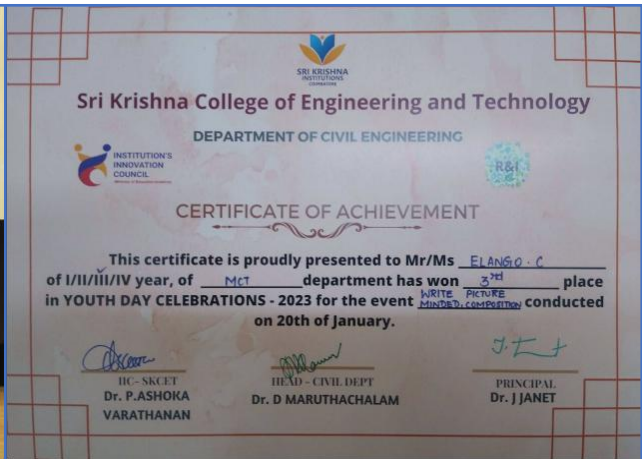 SRI KRISHNA
INSTITUTIONS
COIMBATORE
Sri Krishna College of Engineering and Technology
DEPARTMENT OF CIVIL ENGINEERING
INSTITUTION'S
INNOVATION
COUNCIL
R&I
CERTIFICATE OF ACHIEVEMENT
This certificate is proudly presented to Mr/Ms ELANGO. C
of I/II/III/IV year, of MCT department has won 3rd place
in YOUTH DAY CELEBRATIONS - 2023 for the event WRITE PICTURE MINDED. COMPOSITION conducted
on 20th of January.
IIC- SKCET
Dr. P.ASHOKA
VARATHANAN
HEAD - CIVIL DEPT
Dr. D MARUTHACHALAM
PRINCIPAL
Dr. J JANET